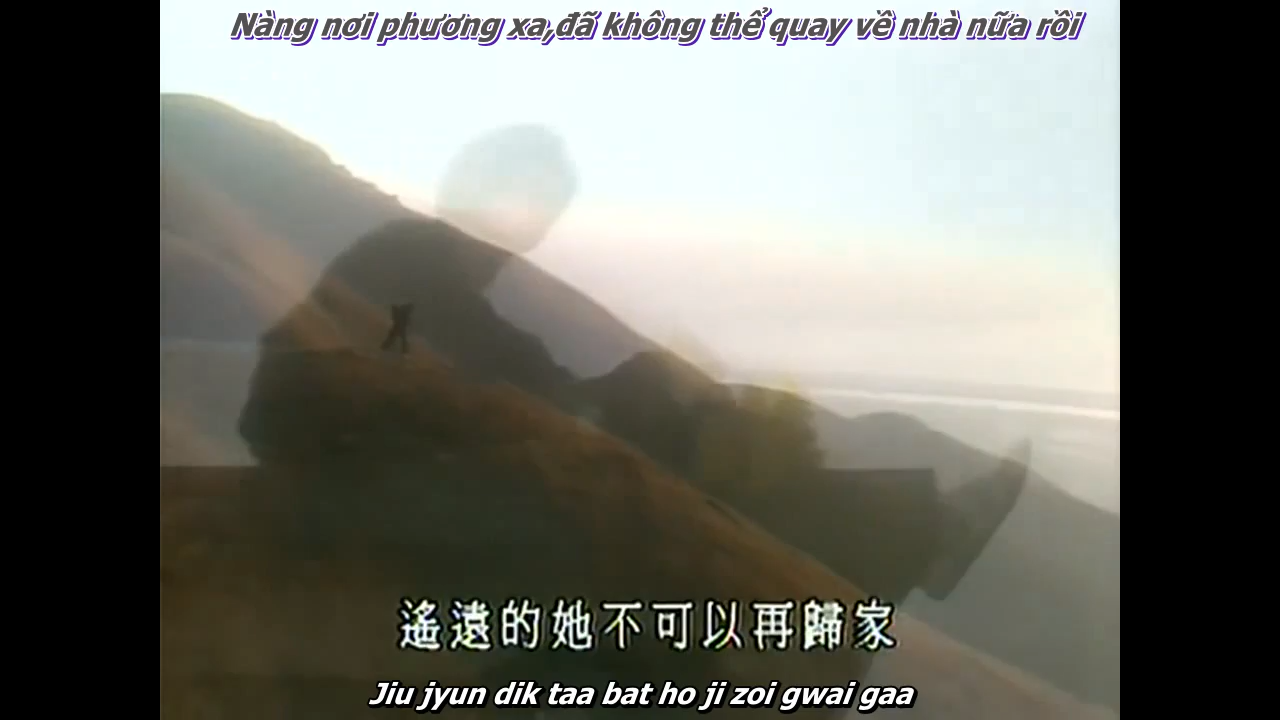 Nàng nơi phương xa,đã không thể quay về nhà nữa rồi
遙遠的她不可以再歸家
Jiu jyun dik taa bat ho ji zoi gwai gaa